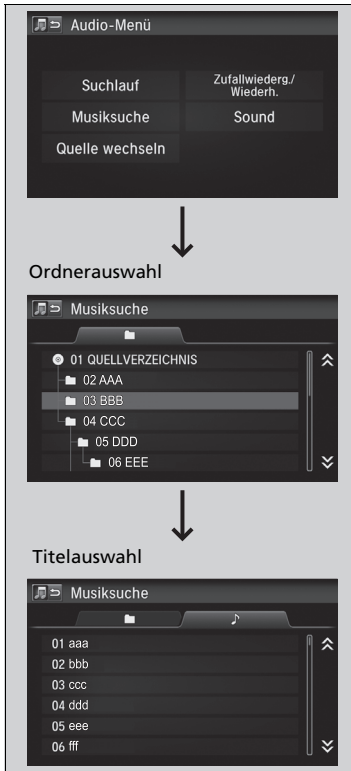 Audio-Menü
Suchlauf
Zufallwiederg./
Wiederh.
Musiksuche
Sound
Quelle wechseln
Ordnerauswahl
Musiksuche
01 QUELLVERZEICHNIS
02 AAA
03 BBB
04 CCC
05 DDD
06 EEE
Titelauswahl
Musiksuche
01 aaa
02 bbb
03 ccc
04 ddd
05 eee
06 fff